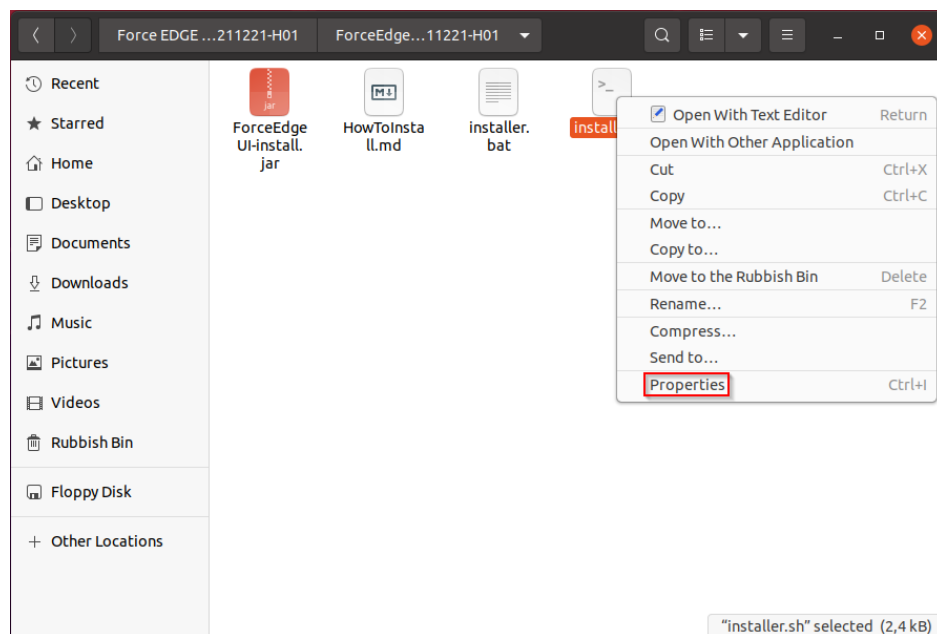 Force EDGE ...211221-H01
ForceEdge...11221-H01
Recent
Starred
Home
Desktop
Documents
Downloads
Music
Pictures
Videos
Rubbish Bin
Floppy Disk
Other Locations
jar
ForceEdge
UI-install.
jar
M↓
HowToInsta
ll.md
installer.
bat
>_
install
Open With Text Editor Return
Open With Other Application
Cut Ctrl+X
Copy Ctrl+C
Move to...
Copy to...
Move to the Rubbish Bin Delete
Rename... F2
Compress...
Send to...
Properties Ctrl+I
"installer.sh" selected (2,4 kB)